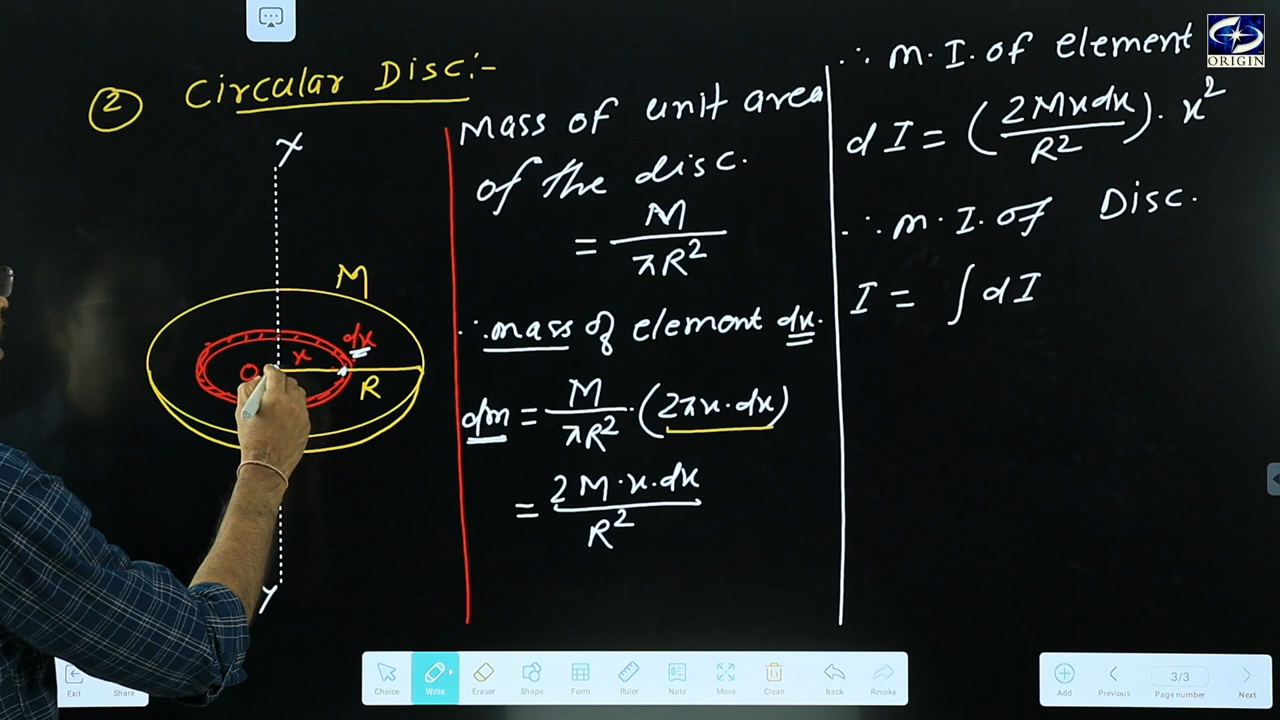 ② Circular Disc:-
X
M
dx
x
O
R
Y
Mass of unit area
of the disc.
= M / πR²
∴ mass of element dx.
dm = M / πR² · (2πx·dx)
= 2M·x·dx / R²
∴ M.I. of element
dI = (2Mxdx / R²) · x²
∴ M.I. of Disc.
I = ∫ dI
ORIGIN
Exit
Share
Choice
Write
Eraser
Shape
Form
Ruler
Note
Move
Clean
back
Revoke
Add
Previous
3/3
Page number
Next